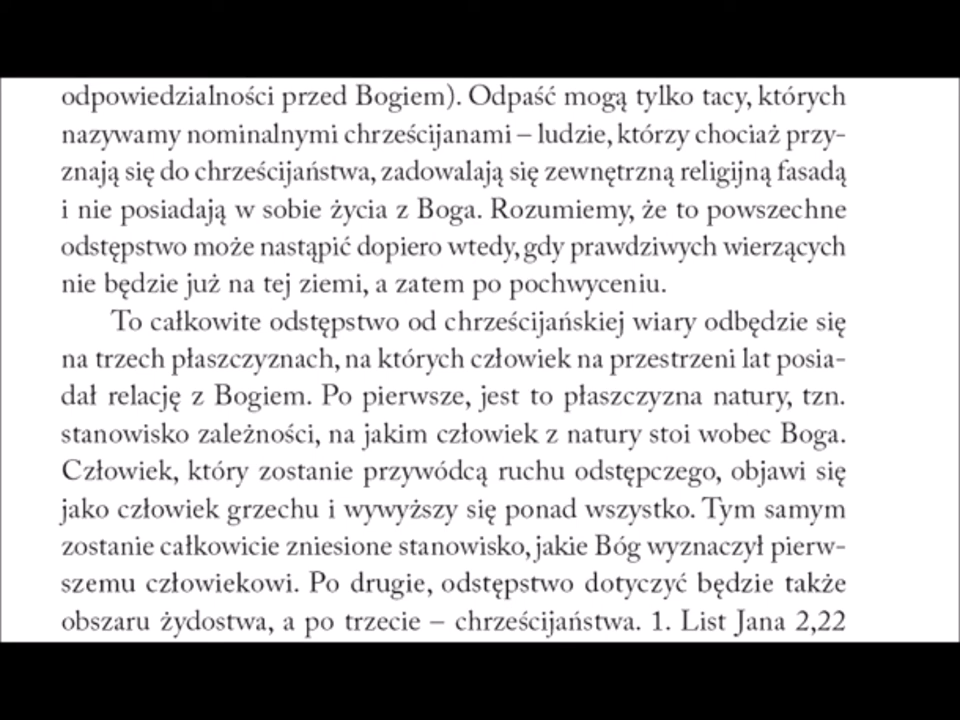 odpowiedzialności przed Bogiem). Odpaść mogą tylko tacy, których
nazywamy nominalnymi chrześcijanami – ludzie, którzy chociaż przy-
znają się do chrześcijaństwa, zadowalają się zewnętrzną religijną fasadą
i nie posiadają w sobie życia z Boga. Rozumiemy, że to powszechne
odstępstwo może nastąpić dopiero wtedy, gdy prawdziwych wierzących
nie będzie już na tej ziemi, a zatem po pochwyceniu.
To całkowite odstępstwo od chrześcijańskiej wiary odbędzie się
na trzech płaszczyznach, na których człowiek na przestrzeni lat posia-
dał relację z Bogiem. Po pierwsze, jest to płaszczyzna natury, tzn.
stanowisko zależności, na jakim człowiek z natury stoi wobec Boga.
Człowiek, który zostanie przywódcą ruchu odstępczego, objawi się
jako człowiek grzechu i wywyższy się ponad wszystko. Tym samym
zostanie całkowicie zniesione stanowisko, jakie Bóg wyznaczył pierw-
szemu człowiekowi. Po drugie, odstępstwo dotyczyć będzie także
obszaru żydostwa, a po trzecie – chrześcijaństwa. 1. List Jana 2,22